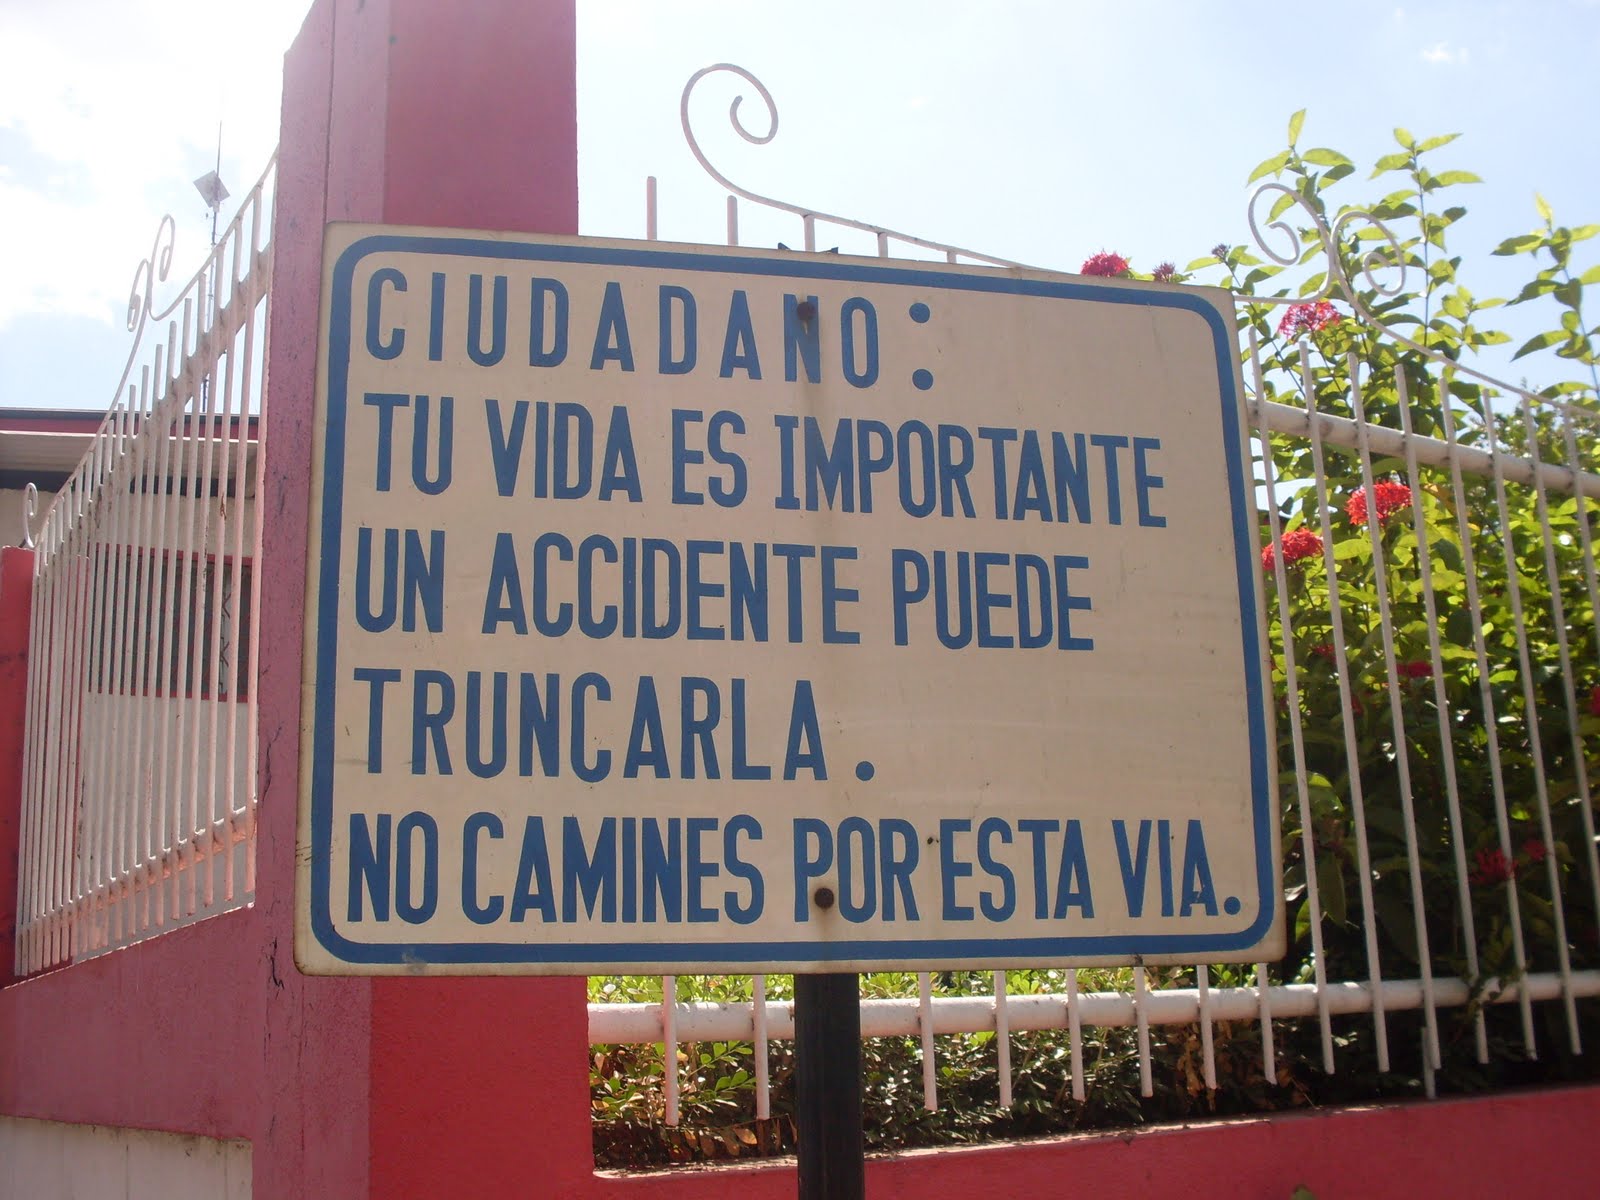 CIUDADANO:
TU VIDA ES IMPORTANTE
UN ACCIDENTE PUEDE
TRUNCARLA.
NO CAMINES POR ESTA VIA.